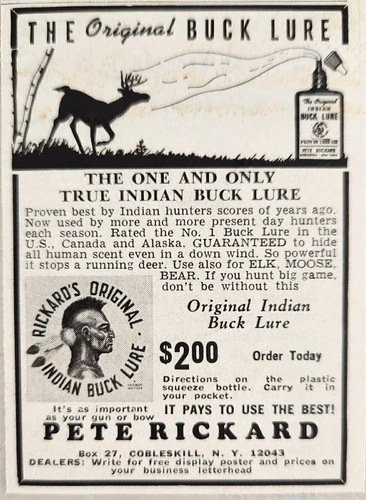 THE Original BUCK LURE
The Original
INDIAN
BUCK LURE
PETE RICKARD
THE ONE AND ONLY
TRUE INDIAN BUCK LURE
Proven best by Indian hunters scores of years ago.
Now used by more and more present day hunters
each season. Rated the No. 1 Buck Lure in the
U.S., Canada and Alaska. GUARANTEED to hide
all human scent even in a down wind. So powerful
it stops a running deer. Use also for ELK, MOOSE,
BEAR. If you hunt big game,
don't be without this
RICKARD'S ORIGINAL
INDIAN BUCK LURE
Original Indian
Buck Lure
$2.00 Order Today
Directions on the plastic
squeeze bottle. Carry it in
your pocket.
It's as important
as your gun or bow
IT PAYS TO USE THE BEST!
PETE RICKARD
Box 27, COBLESKILL, N. Y. 12043
DEALERS: Write for free display poster and prices on
your business letterhead